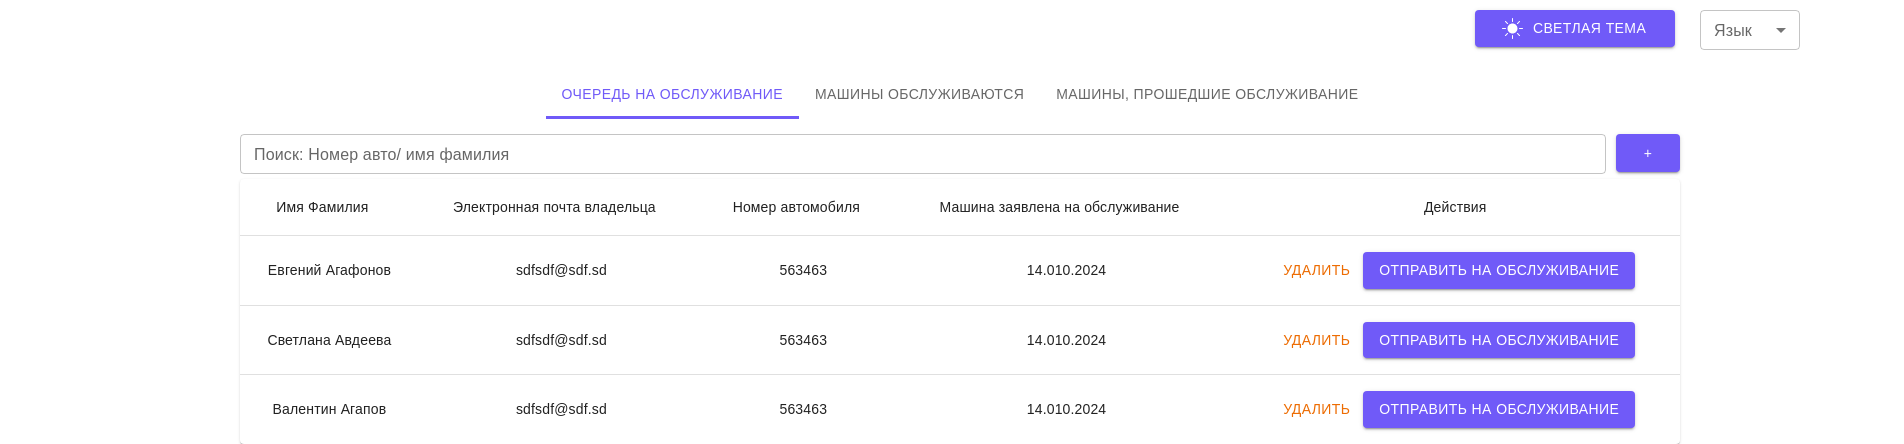 СВЕТЛАЯ ТЕМА Язык
ОЧЕРЕДЬ НА ОБСЛУЖИВАНИЕ МАШИНЫ ОБСЛУЖИВАЮТСЯ МАШИНЫ, ПРОШЕДШИЕ ОБСЛУЖИВАНИЕ
Поиск: Номер авто/ имя фамилия +
Имя Фамилия Электронная почта владельца Номер автомобиля Машина заявлена на обслуживание Действия
Евгений Агафонов sdfsdf@sdf.sd 563463 14.010.2024 УДАЛИТЬ ОТПРАВИТЬ НА ОБСЛУЖИВАНИЕ
Светлана Авдеева sdfsdf@sdf.sd 563463 14.010.2024 УДАЛИТЬ ОТПРАВИТЬ НА ОБСЛУЖИВАНИЕ
Валентин Агапов sdfsdf@sdf.sd 563463 14.010.2024 УДАЛИТЬ ОТПРАВИТЬ НА ОБСЛУЖИВАНИЕ